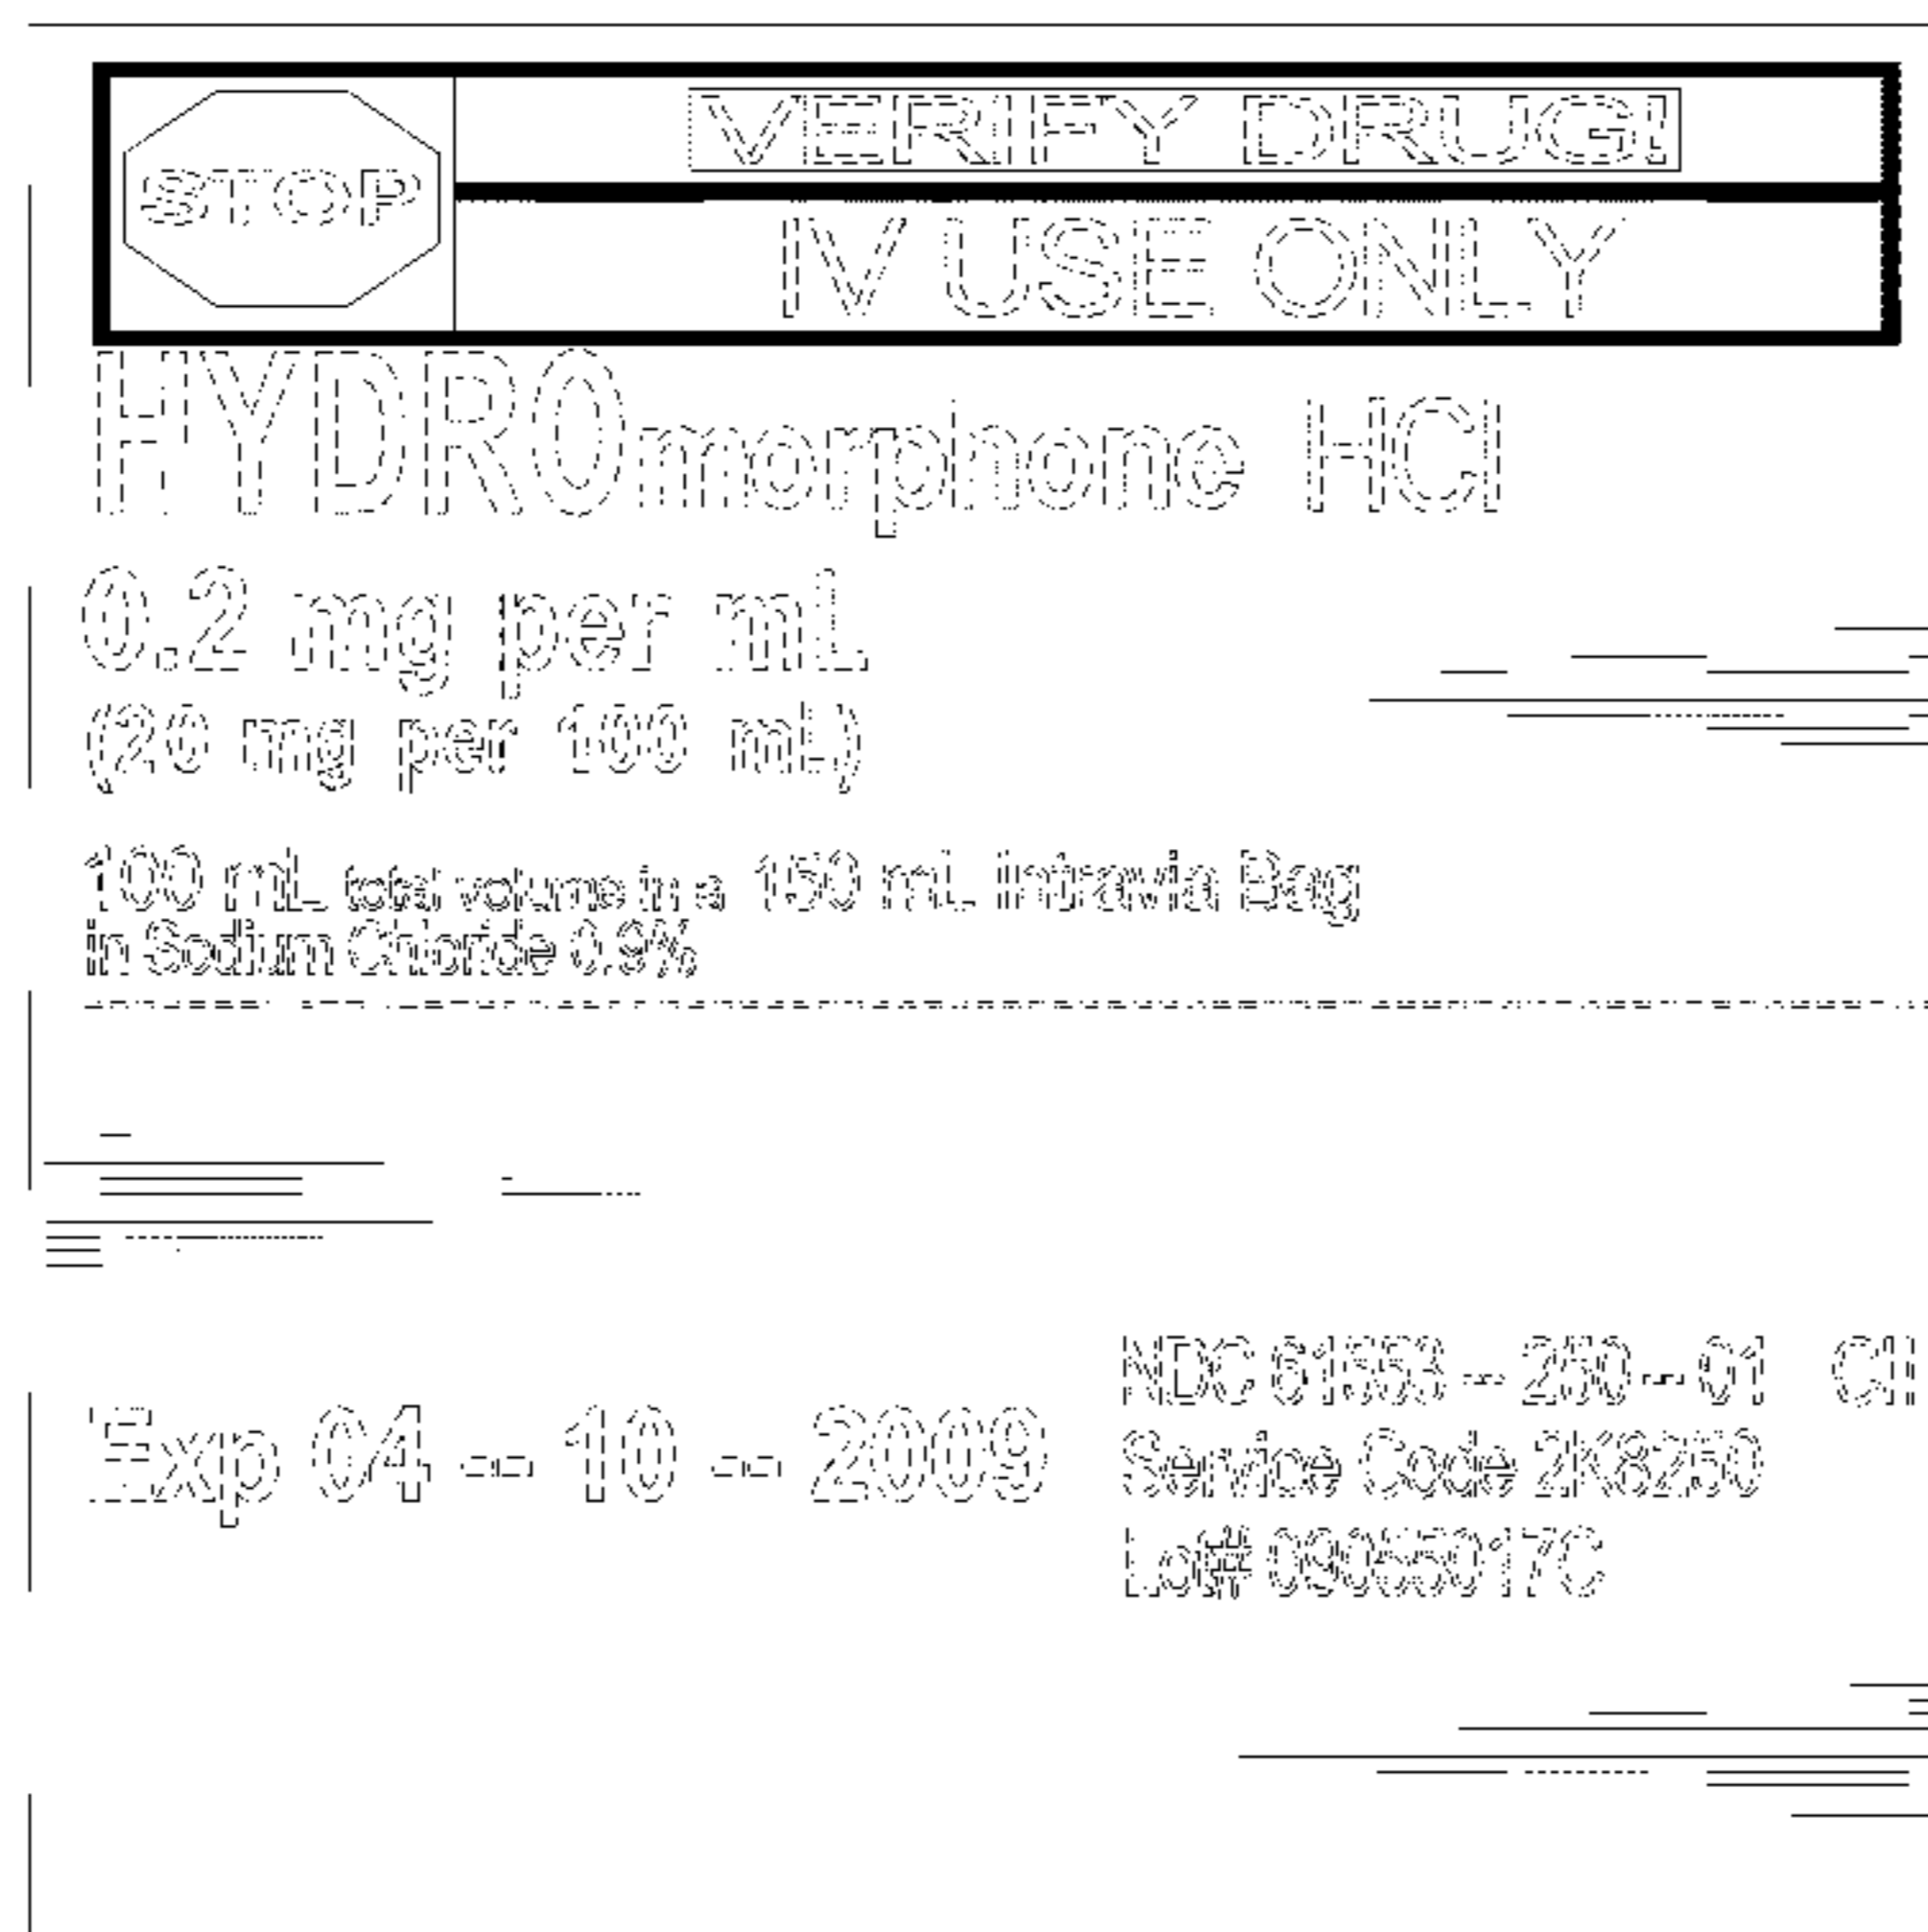 STOP
VERIFY DRUG!
IV USE ONLY
HYDROmorphone HCl
0.2 mg per mL
(20 mg per 100 mL)
100 mL total volume in a 150 mL intravia Bag
in Sodium Chloride 0.9%
NDC 61553-250-01 CII
Exp 04-10-2009
Service Code 2K8250
Lot# 09055017C